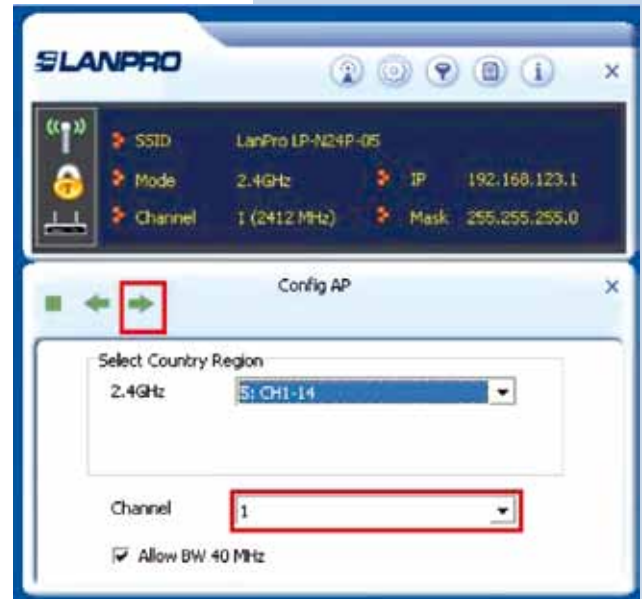 LANPRO
SSID LanPro LP-N24P-05
Mode 2.4GHz IP 192.168.123.1
Channel 1 (2412 MHz) Mask 255.255.255.0
Config AP
Select Country Region
2.4GHz 5: CH1-14
Channel 1
Allow BW 40 MHz